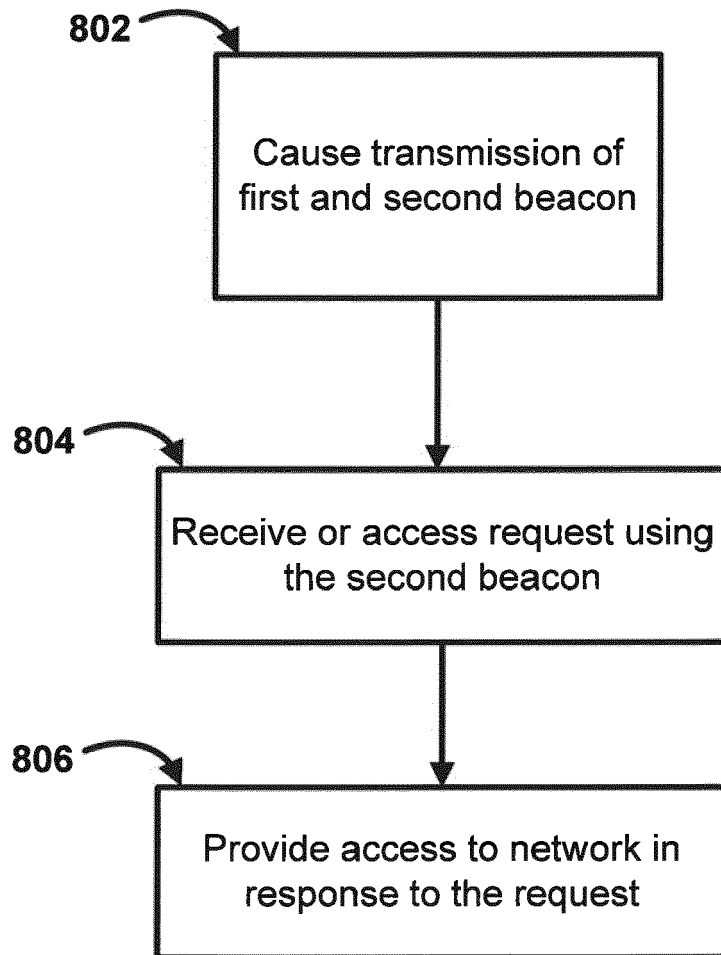 802
Cause transmission of
first and second beacon
804
Receive or access request using
the second beacon
806
Provide access to network in
response to the request